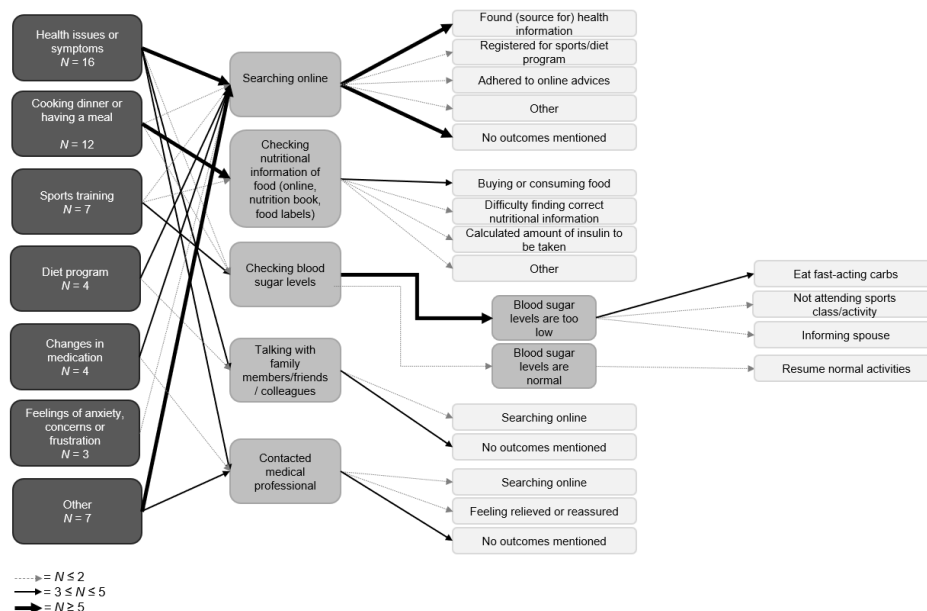 Health issues or
symptoms
N = 16
Cooking dinner or
having a meal
N = 12
Sports training
N = 7
Diet program
N = 4
Changes in
medication
N = 4
Feelings of anxiety,
concerns or
frustration
N = 3
Other
N = 7
Searching online
Checking
nutritional
information of
food (online,
nutrition book,
food labels)
Checking blood
sugar levels
Talking with
family
members/friends
/ colleagues
Contacted
medical
professional
Found (source for) health
information
Registered for sports/diet
program
Adhered to online advices
Other
No outcomes mentioned
Buying or consuming food
Difficulty finding correct
nutritional information
Calculated amount of insulin to
be taken
Other
Blood sugar
levels are too
low
Blood sugar
levels are
normal
Eat fast-acting carbs
Not attending sports
class/activity
Informing spouse
Resume normal activities
Searching online
No outcomes mentioned
Searching online
Feeling relieved or reassured
No outcomes mentioned
= N ≤ 2
= 3 ≤ N ≤ 5
= N ≥ 5